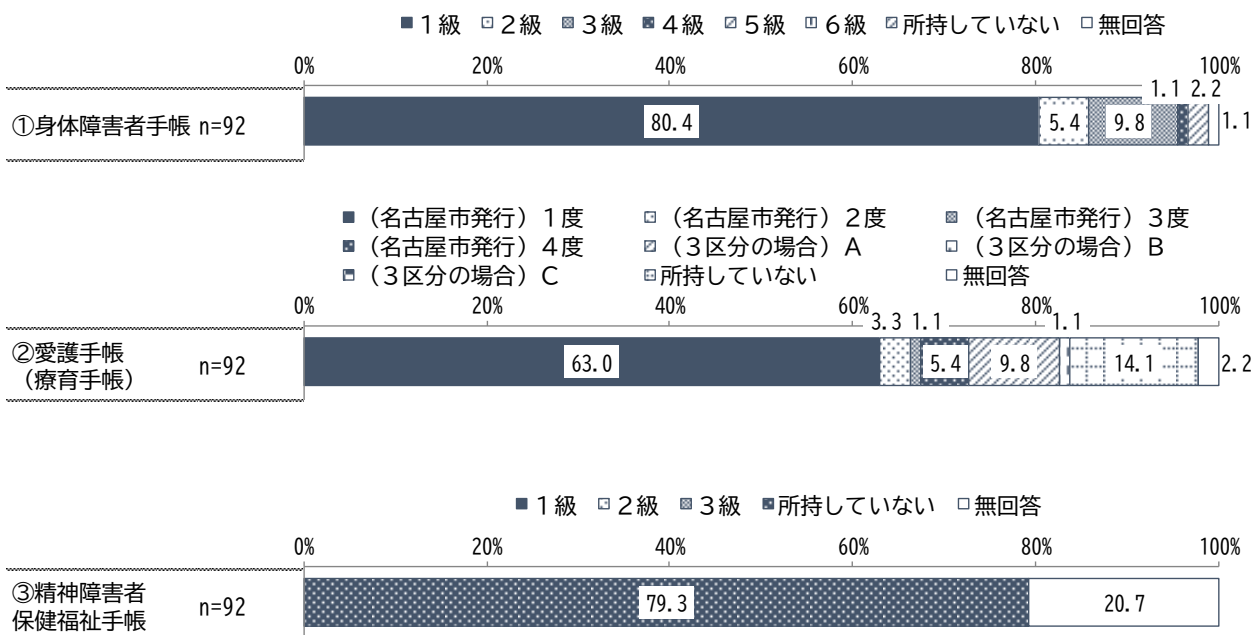 ■１級 □２級 ■３級 ■４級 □５級 □６級 □所持していない □無回答
0% 20% 40% 60% 80% 100%
1.1 2.2
①身体障害者手帳 n=92 80.4 5.4 9.8 1.1
■（名古屋市発行）１度 □（名古屋市発行）２度 ■（名古屋市発行）３度
■（名古屋市発行）４度 □（３区分の場合）Ａ □（３区分の場合）Ｂ
■（３区分の場合）Ｃ □所持していない □無回答
0% 20% 40% 60% 80% 100%
3.3 1.1 1.1
②愛護手帳
（療育手帳） n=92 63.0 5.4 9.8 14.1 2.2
■１級 □２級 ■３級 ■所持していない □無回答
0% 20% 40% 60% 80% 100%
③精神障害者
保健福祉手帳 n=92 79.3 20.7